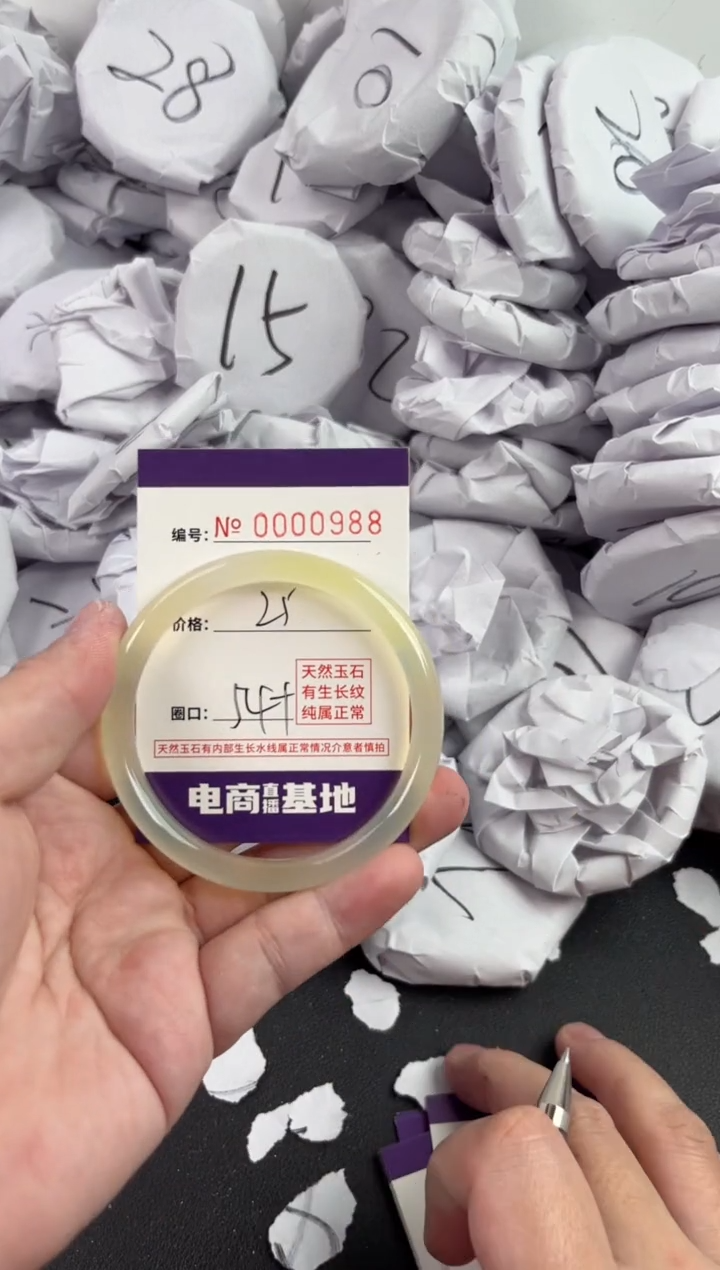 28
01
15
编号: № 0000988
价格: 25
圈口: 54+
天然玉石
有生长纹
纯属正常
天然玉石有内部生长水线属正常情况介意者慎拍
电商直播基地